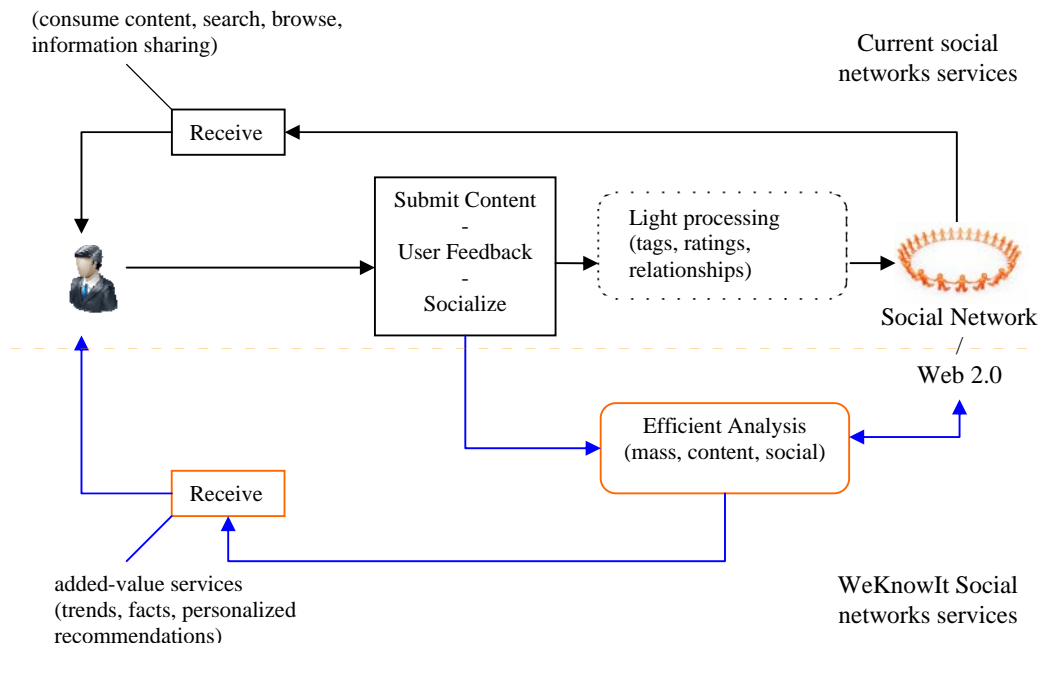 (consume content, search, browse,
information sharing)
Current social
networks services
Receive
Submit Content
-
User Feedback
-
Socialize
Light processing
(tags, ratings,
relationships)
Social Network
/
Web 2.0
Efficient Analysis
(mass, content, social)
Receive
added-value services
(trends, facts, personalized
recommendations)
WeKnowIt Social
networks services